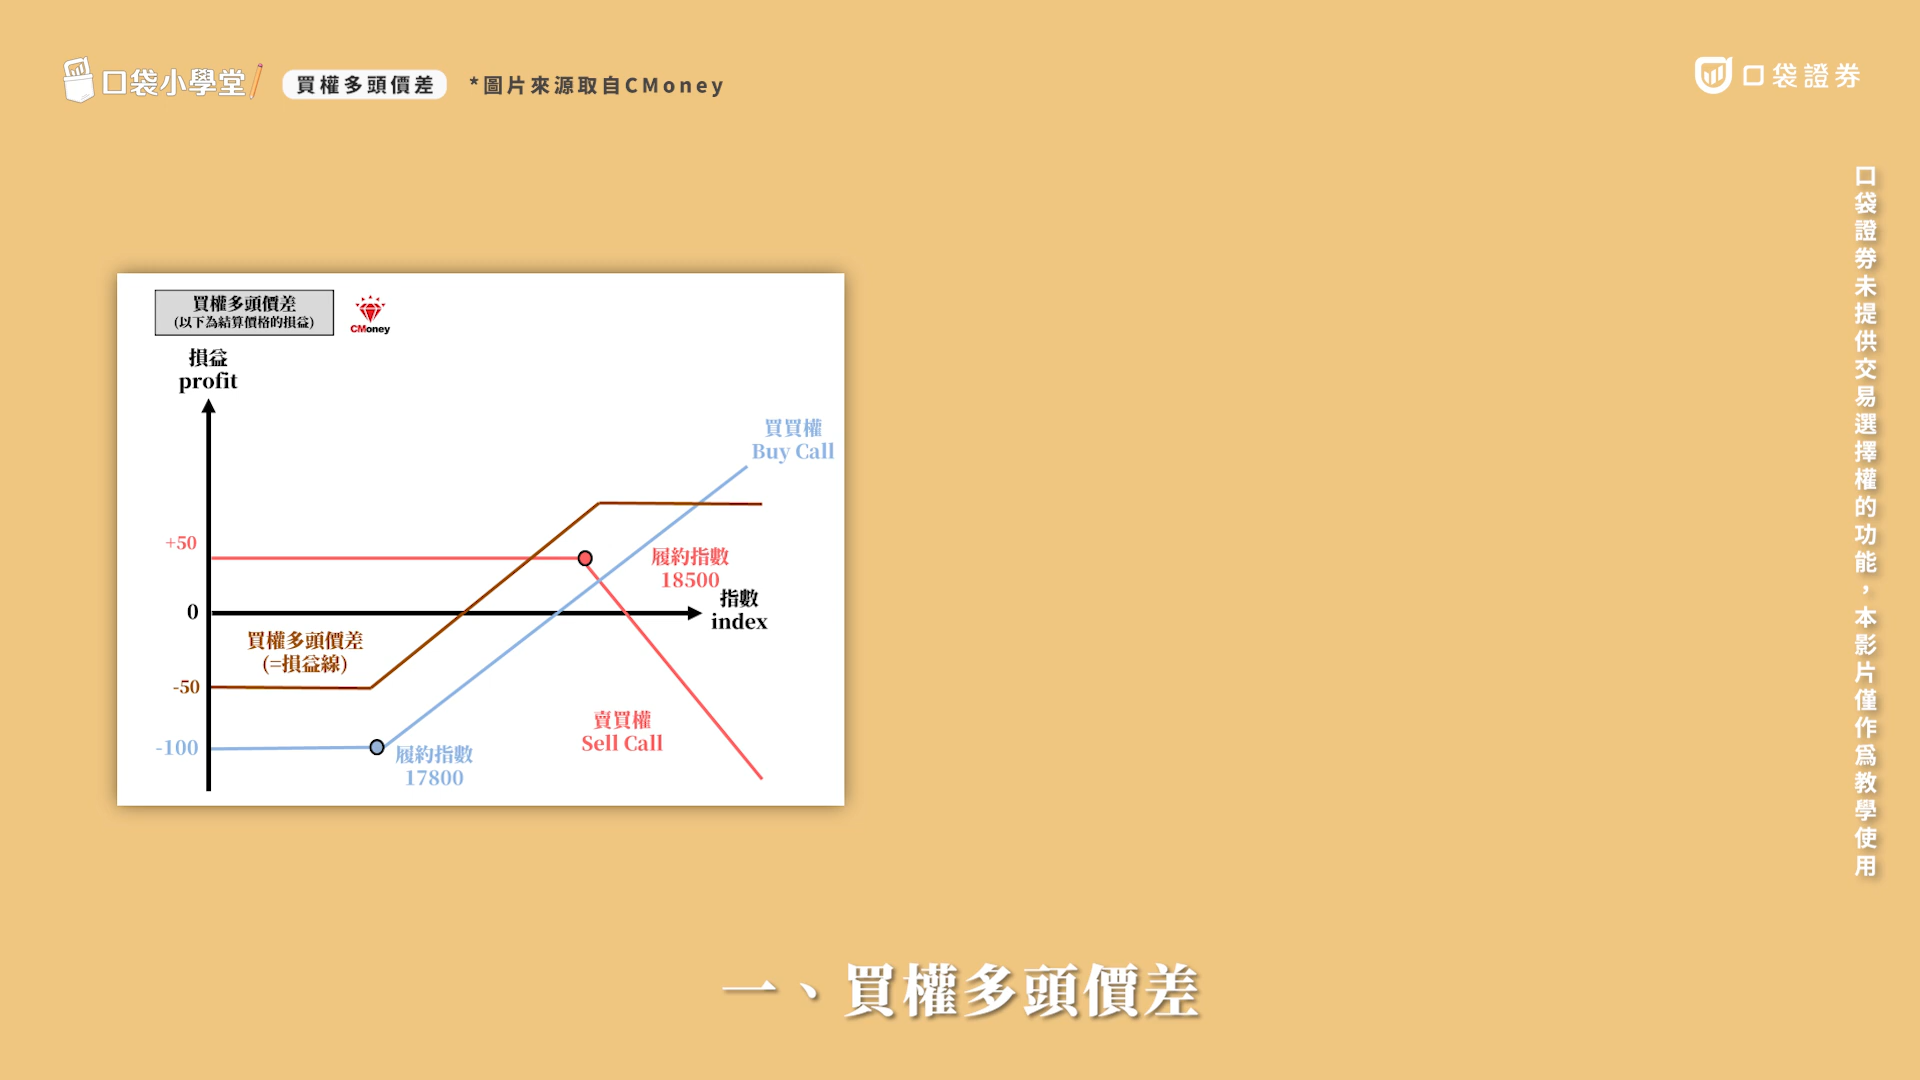 口袋小學堂
買權多頭價差
*圖片來源取自CMoney
口袋證券
口袋證券未提供交易選擇權的功能，本影片僅作為教學使用
買權多頭價差
(以下為結算價格的損益)
CMoney
損益
profit
買買權
Buy Call
+50
履約指數
18500
指數
index
0
買權多頭價差
(=損益線)
-50
賣買權
Sell Call
-100
履約指數
17800
一、買權多頭價差